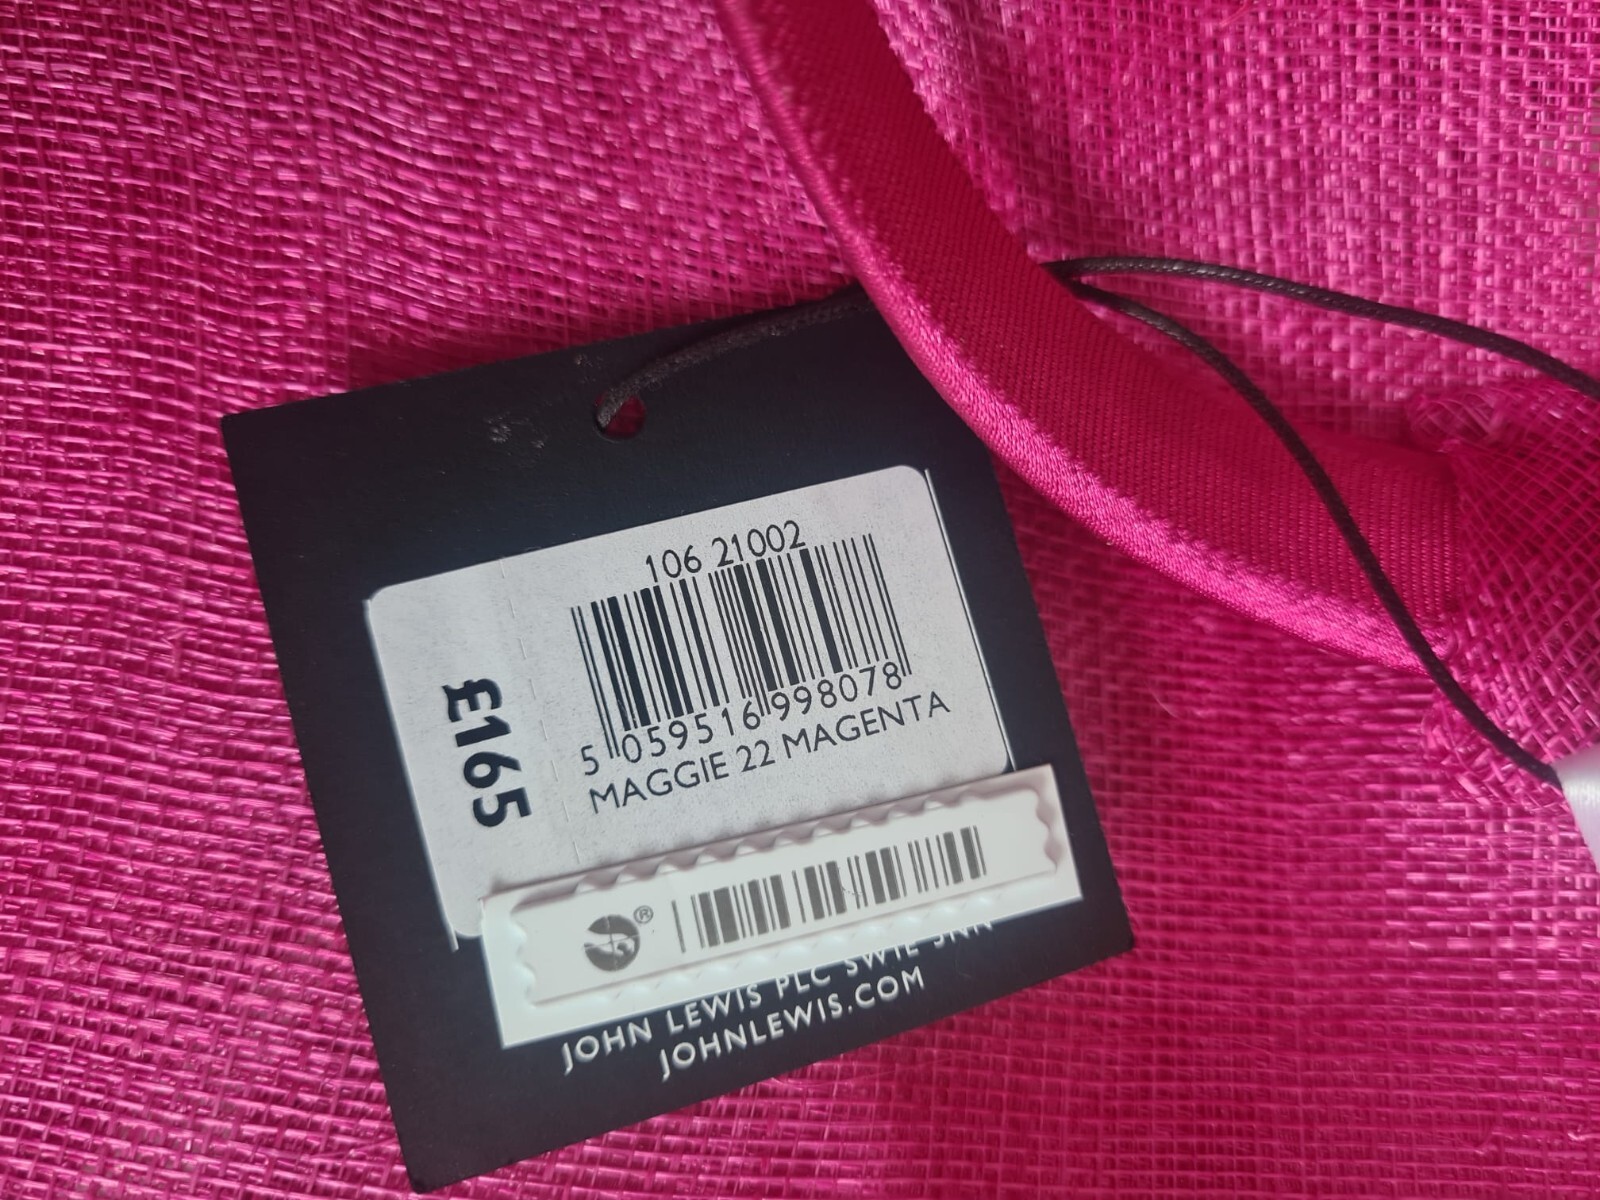 106 21002
5 059516 998078
MAGGIE 22 MAGENTA
£165
®
JOHN LEWIS PLC SW1E 5NN
JOHNLEWIS.COM